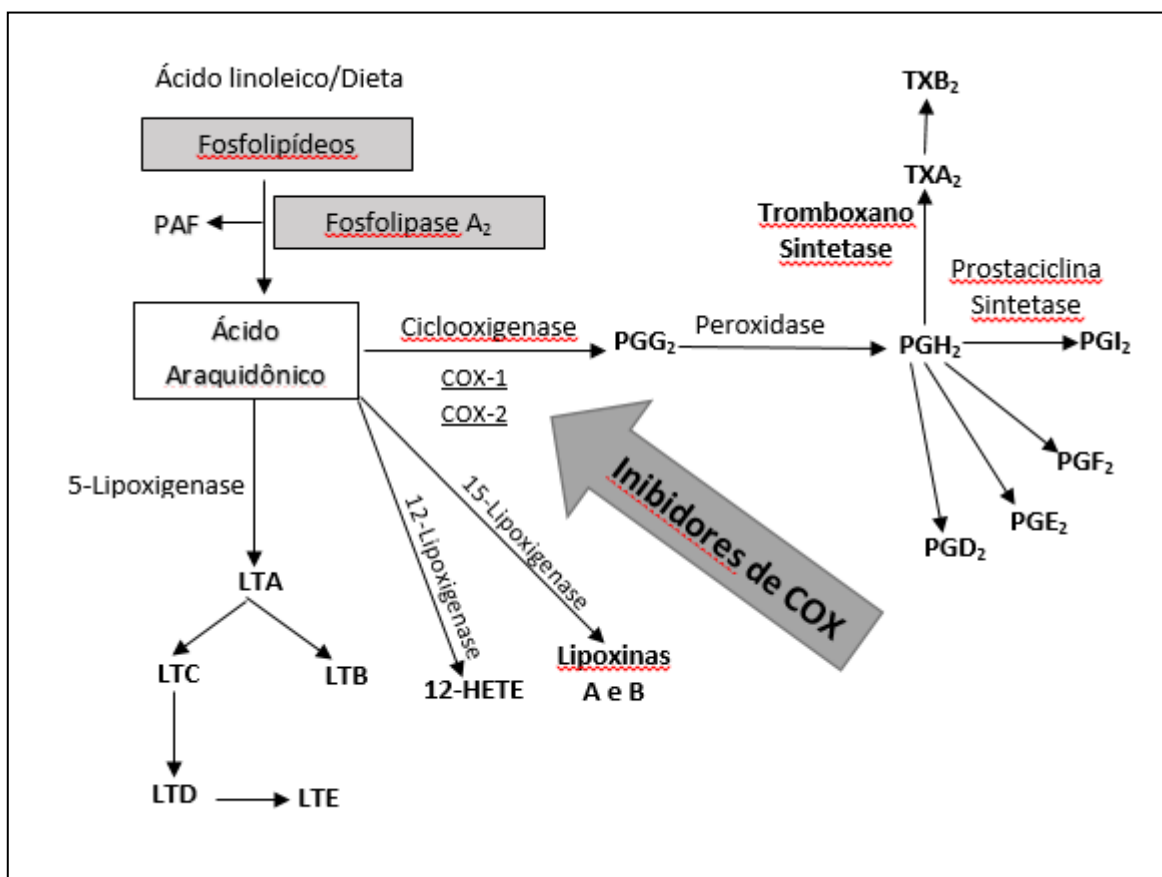 Ácido linoleico/Dieta
Fosfolipídeos
PAF
Fosfolipase A₂
Ácido
Araquidônico
Ciclooxigenase
COX-1
COX-2
PGG₂
Peroxidase
PGH₂
Tromboxano
Sintetase
TXA₂
TXB₂
Prostaciclina
Sintetase
PGI₂
PGF₂
PGE₂
PGD₂
Inibidores de COX
5-Lipoxigenase
12-Lipoxigenase
15-Lipoxigenase
LTA
LTC
LTB
12-HETE
Lipoxinas
A e B
LTD
LTE